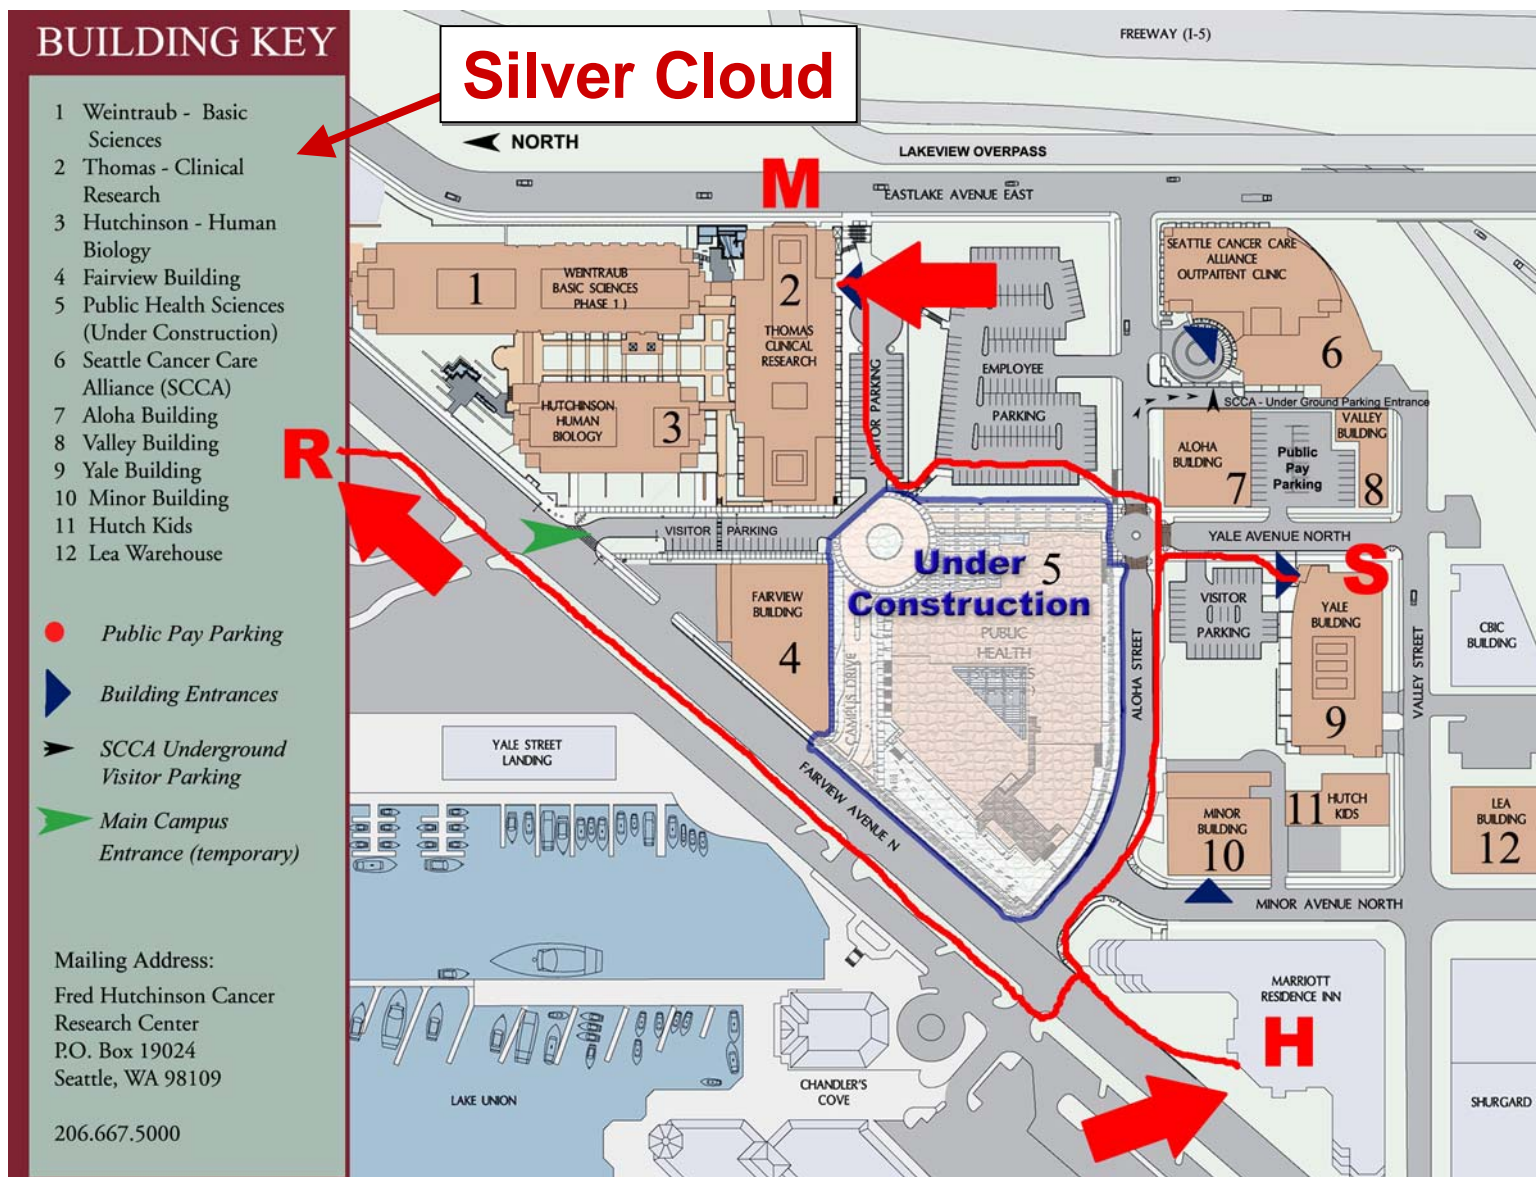 BUILDING KEY
1 Weintraub - Basic
Sciences
2 Thomas - Clinical
Research
3 Hutchinson - Human
Biology
4 Fairview Building
5 Public Health Sciences
(Under Construction)
6 Seattle Cancer Care
Alliance (SCCA)
7 Aloha Building
8 Valley Building
9 Yale Building
10 Minor Building
11 Hutch Kids
12 Lea Warehouse
Public Pay Parking
Building Entrances
SCCA Underground
Visitor Parking
Main Campus
Entrance (temporary)
Mailing Address:
Fred Hutchinson Cancer
Research Center
P.O. Box 19024
Seattle, WA 98109
206.667.5000
Silver Cloud
FREEWAY (I-5)
NORTH
LAKEVIEW OVERPASS
M
EASTLAKE AVENUE EAST
1
WEINTRAUB
BASIC SCIENCES
PHASE 1 )
2
THOMAS
CLINICAL
RESEARCH
VISITOR PARKING
EMPLOYEE
PARKING
SEATTLE CANCER CARE
ALLIANCE
OUTPAITENT CLINIC
6
SCCA - Under Ground Parking Entrance
HUTCHINSON
HUMAN
BIOLOGY
3
R
ALOHA
BUILDING
7
Public
Pay
Parking
VALLEY
BUILDING
8
VISITOR PARKING
YALE AVENUE NORTH
Under
Construction
5
PUBLIC
HEALTH
SCIENCES
FAIRVIEW
BUILDING
4
CAMPUS DRIVE
ALOHA STREET
VISITOR
PARKING
S
YALE
BUILDING
9
VALLEY STREET
CBIC
BUILDING
YALE STREET
LANDING
FAIRVIEW AVENUE N
MINOR
BUILDING
10
11
HUTCH
KIDS
LEA
BUILDING
12
MINOR AVENUE NORTH
MARRIOTT
RESIDENCE INN
H
CHANDLER'S
COVE
LAKE UNION
SHURGARD